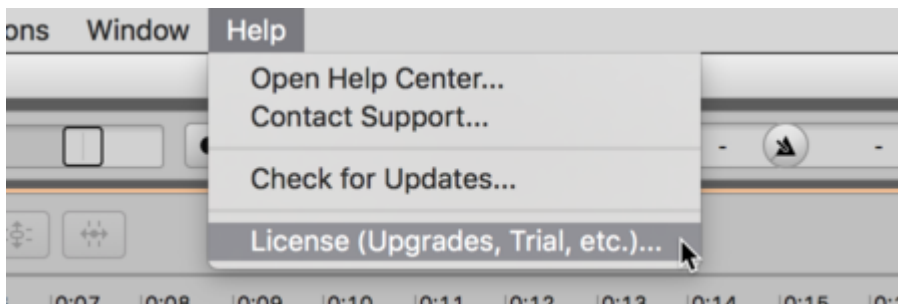 ons Window Help
Open Help Center...
Contact Support...
Check for Updates...
License (Upgrades, Trial, etc.)...
0:07 0:08 0:09 0:10 0:11 0:12 0:13 0:14 0:15